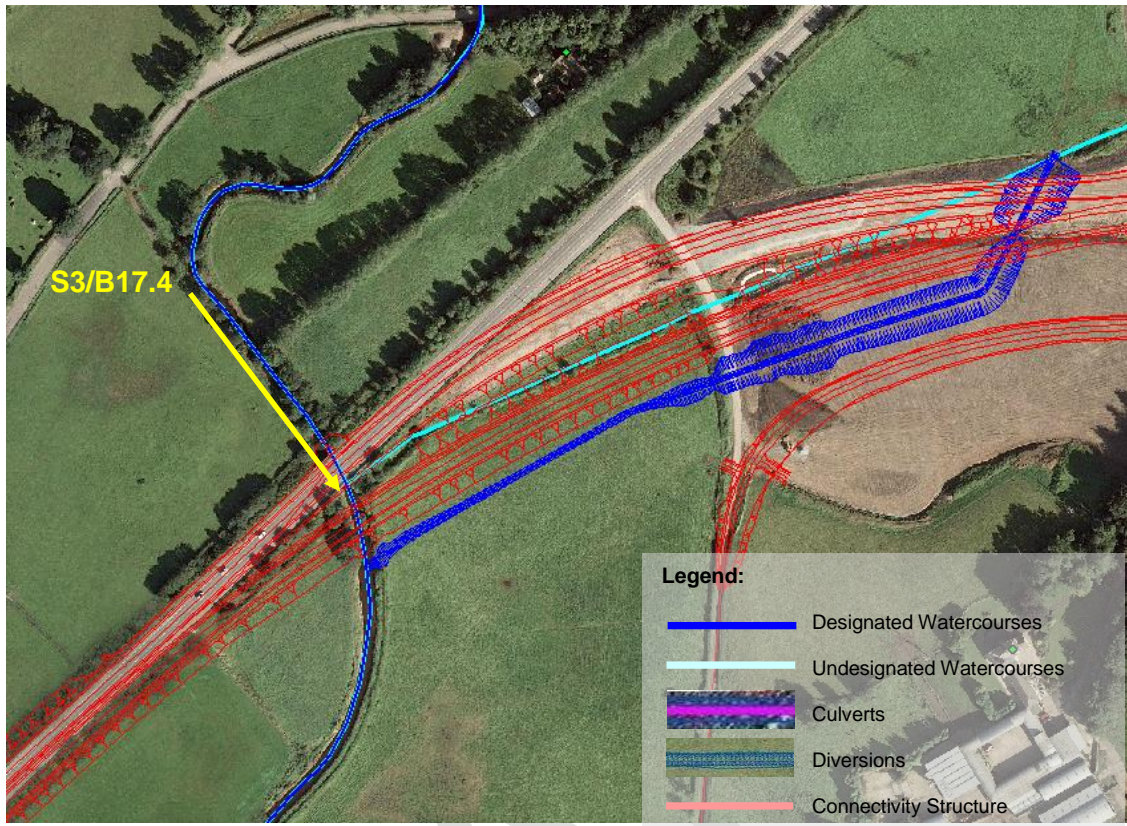 S3/B17.4
Legend:
Designated Watercourses
Undesignated Watercourses
Culverts
Diversions
Connectivity Structure